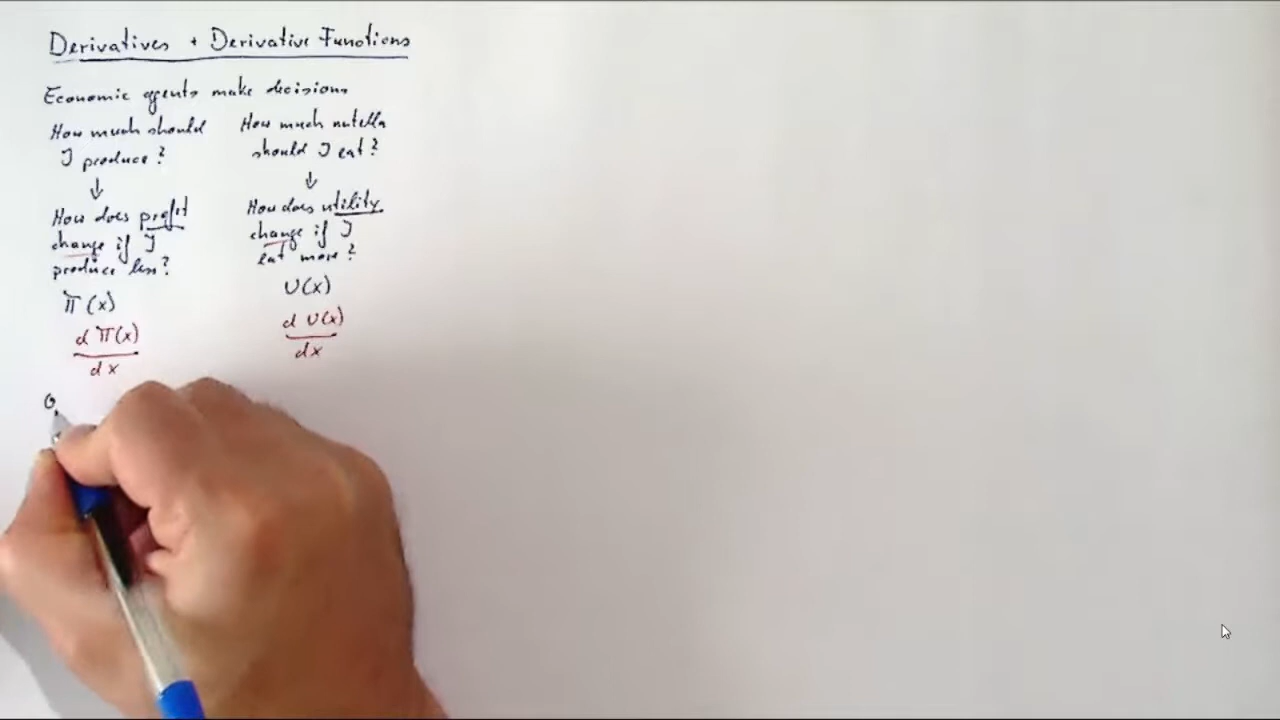 Derivatives + Derivative Functions
Economic agents make decisions
How much should
I produce?
↓
How does profit
change if I
produce less?
π(x)
d π(x)
dx
How much nutella
should I eat?
↓
How does utility
change if I
eat more?
U(x)
d U(x)
dx